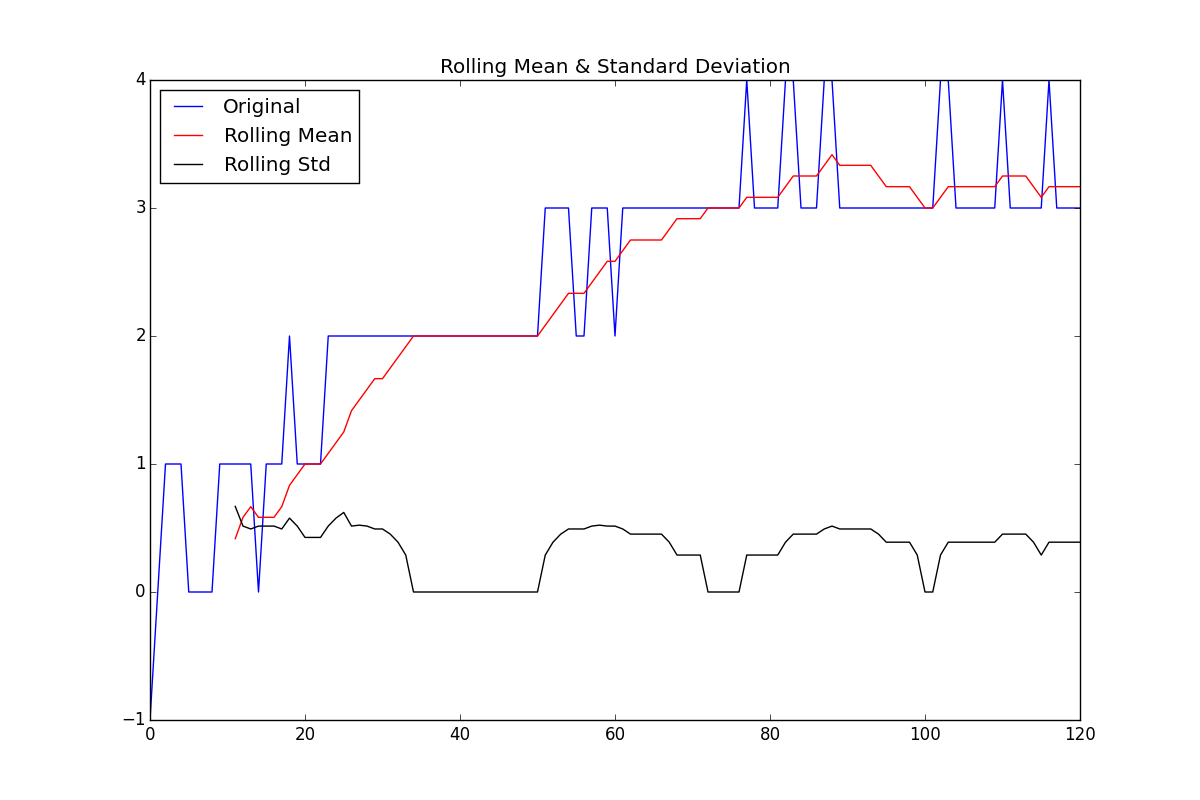 Rolling Mean & Standard Deviation
4
Original
Rolling Mean
Rolling Std
3
2
1
0
−1
0 20 40 60 80 100 120